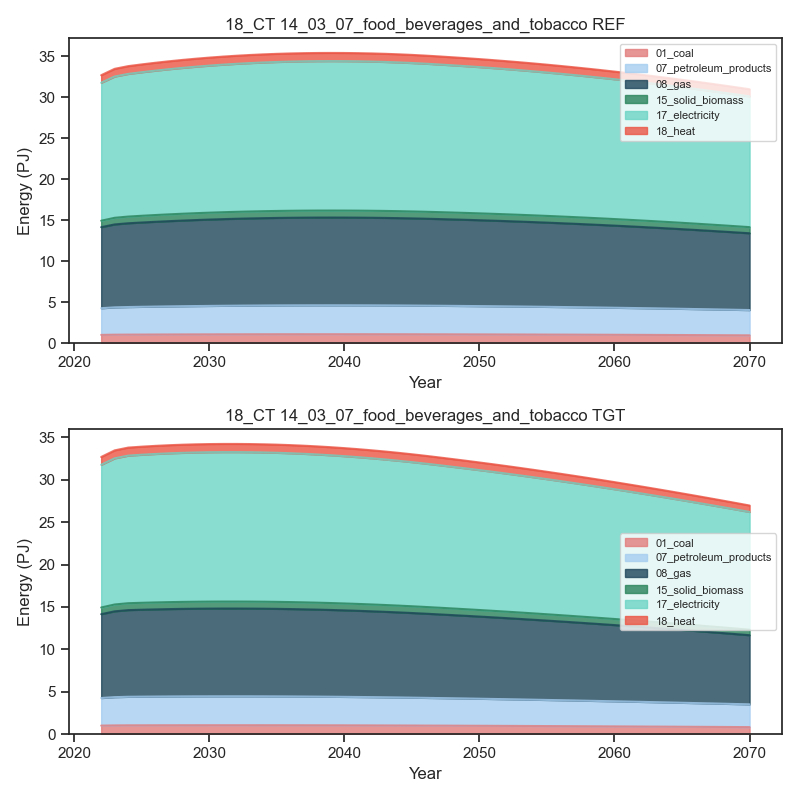 18_CT 14_03_07_food_beverages_and_tobacco REF
Energy (PJ)
35
30
25
20
15
10
5
0
01_coal
07_petroleum_products
08_gas
15_solid_biomass
17_electricity
18_heat
2020 2030 2040 2050 2060 2070
Year
18_CT 14_03_07_food_beverages_and_tobacco TGT
Energy (PJ)
35
30
25
20
15
10
5
0
01_coal
07_petroleum_products
08_gas
15_solid_biomass
17_electricity
18_heat
2020 2030 2040 2050 2060 2070
Year